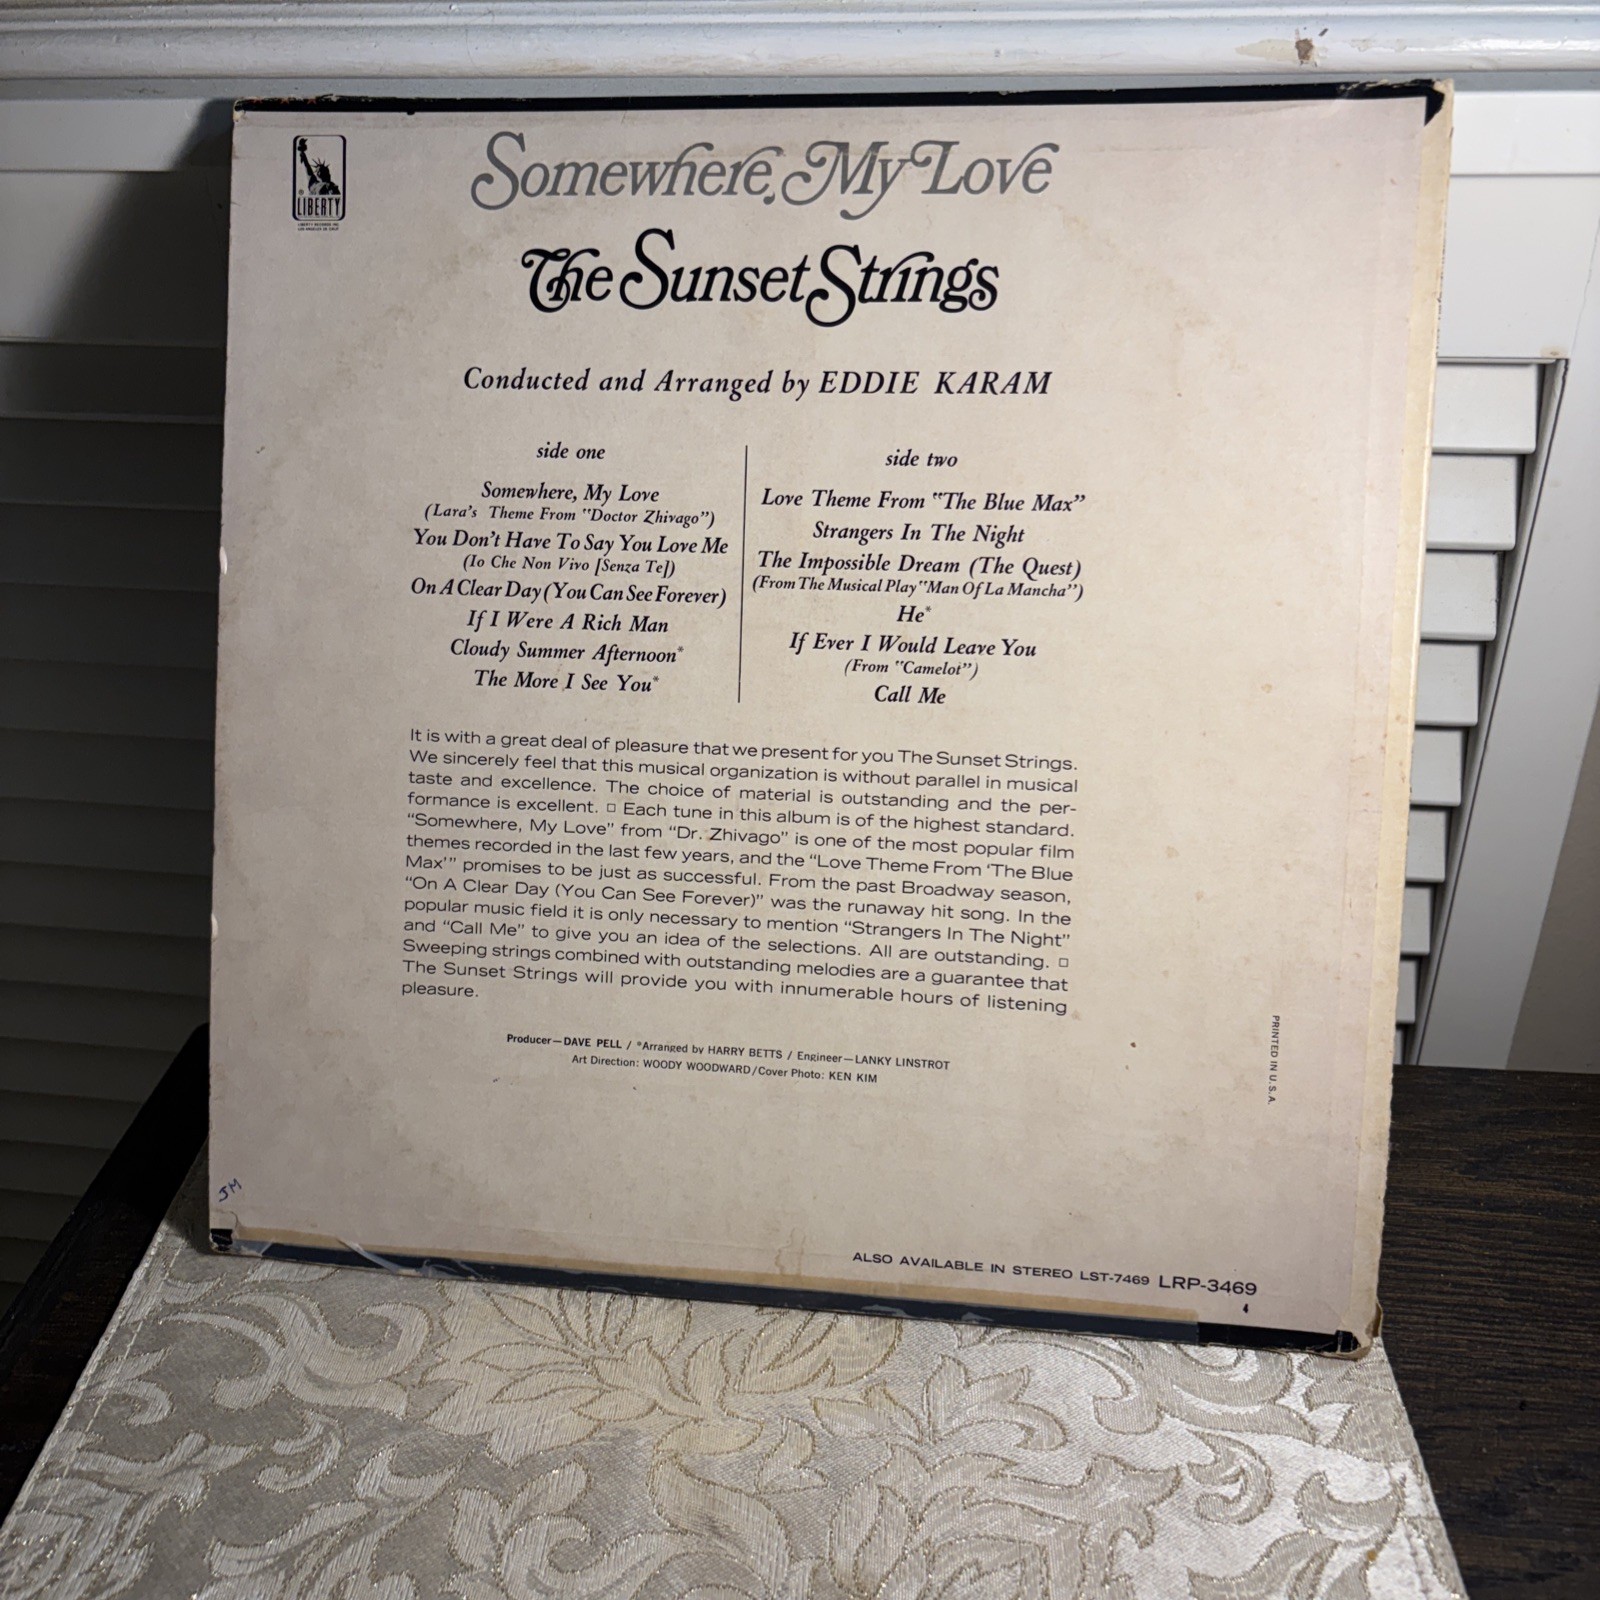 LIBERTY
Somewhere, My Love
The Sunset Strings
Conducted and Arranged by EDDIE KARAM
side one
Somewhere, My Love
(Lara's Theme From "Doctor Zhivago")
You Don't Have To Say You Love Me
(Io Che Non Vivo [Senza Te])
On A Clear Day (You Can See Forever)
If I Were A Rich Man
Cloudy Summer Afternoon*
The More I See You*
side two
Love Theme From "The Blue Max"
Strangers In The Night
The Impossible Dream (The Quest)
(From The Musical Play "Man Of La Mancha")
He*
If Ever I Would Leave You
(From "Camelot")
Call Me
It is with a great deal of pleasure that we present for you The Sunset Strings.
We sincerely feel that this musical organization is without parallel in musical
taste and excellence. The choice of material is outstanding and the per-
formance is excellent. □ Each tune in this album is of the highest standard.
"Somewhere, My Love" from "Dr. Zhivago" is one of the most popular film
themes recorded in the last few years, and the "Love Theme From 'The Blue
Max'" promises to be just as successful. From the past Broadway season,
"On A Clear Day (You Can See Forever)" was the runaway hit song. In the
popular music field it is only necessary to mention "Strangers In The Night"
and "Call Me" to give you an idea of the selections. All are outstanding. □
Sweeping strings combined with outstanding melodies are a guarantee that
The Sunset Strings will provide you with innumerable hours of listening
pleasure.
Producer—DAVE PELL / *Arranged by HARRY BETTS / Engineer—LANKY LINSTROT
Art Direction: WOODY WOODWARD/Cover Photo: KEN KIM
PRINTED IN U.S.A.
JM
ALSO AVAILABLE IN STEREO LST-7469 LRP-3469
4